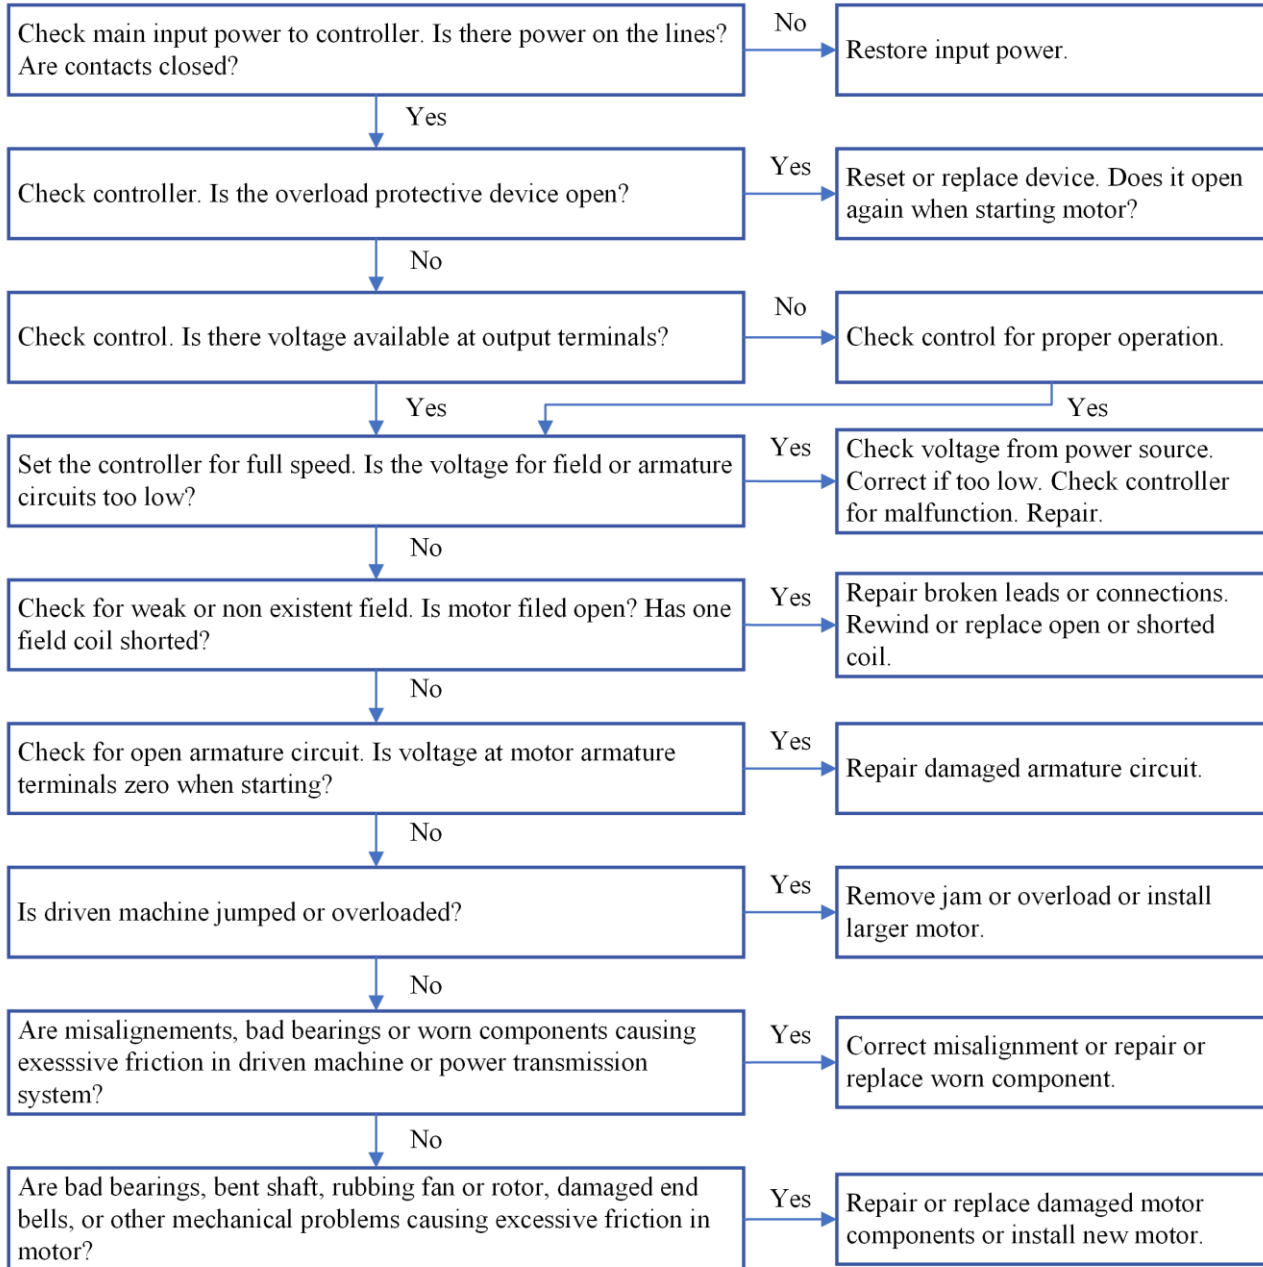 Check main input power to controller. Is there power on the lines?
Are contacts closed?
No
Restore input power.
Yes
Check controller. Is the overload protective device open?
Yes
Reset or replace device. Does it open
again when starting motor?
No
Check control. Is there voltage available at output terminals?
No
Check control for proper operation.
Yes
Yes
Set the controller for full speed. Is the voltage for field or armature
circuits too low?
Yes
Check voltage from power source.
Correct if too low. Check controller
for malfunction. Repair.
No
Check for weak or non existent field. Is motor filed open? Has one
field coil shorted?
Yes
Repair broken leads or connections.
Rewind or replace open or shorted
coil.
No
Check for open armature circuit. Is voltage at motor armature
terminals zero when starting?
Yes
Repair damaged armature circuit.
No
Is driven machine jumped or overloaded?
Yes
Remove jam or overload or install
larger motor.
No
Are misalignements, bad bearings or worn components causing
exesssive friction in driven machine or power transmission
system?
Yes
Correct misalignment or repair or
replace worn component.
No
Are bad bearings, bent shaft, rubbing fan or rotor, damaged end
bells, or other mechanical problems causing excessive friction in
motor?
Yes
Repair or replace damaged motor
components or install new motor.